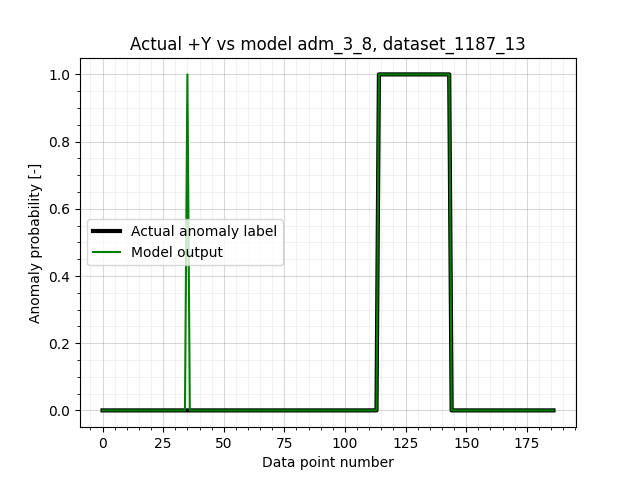 Actual +Y vs model adm_3_8, dataset_1187_13
1.0
0.8
0.6
0.4
0.2
0.0
Anomaly probability [-]
Actual anomaly label
Model output
0 25 50 75 100 125 150 175
Data point number